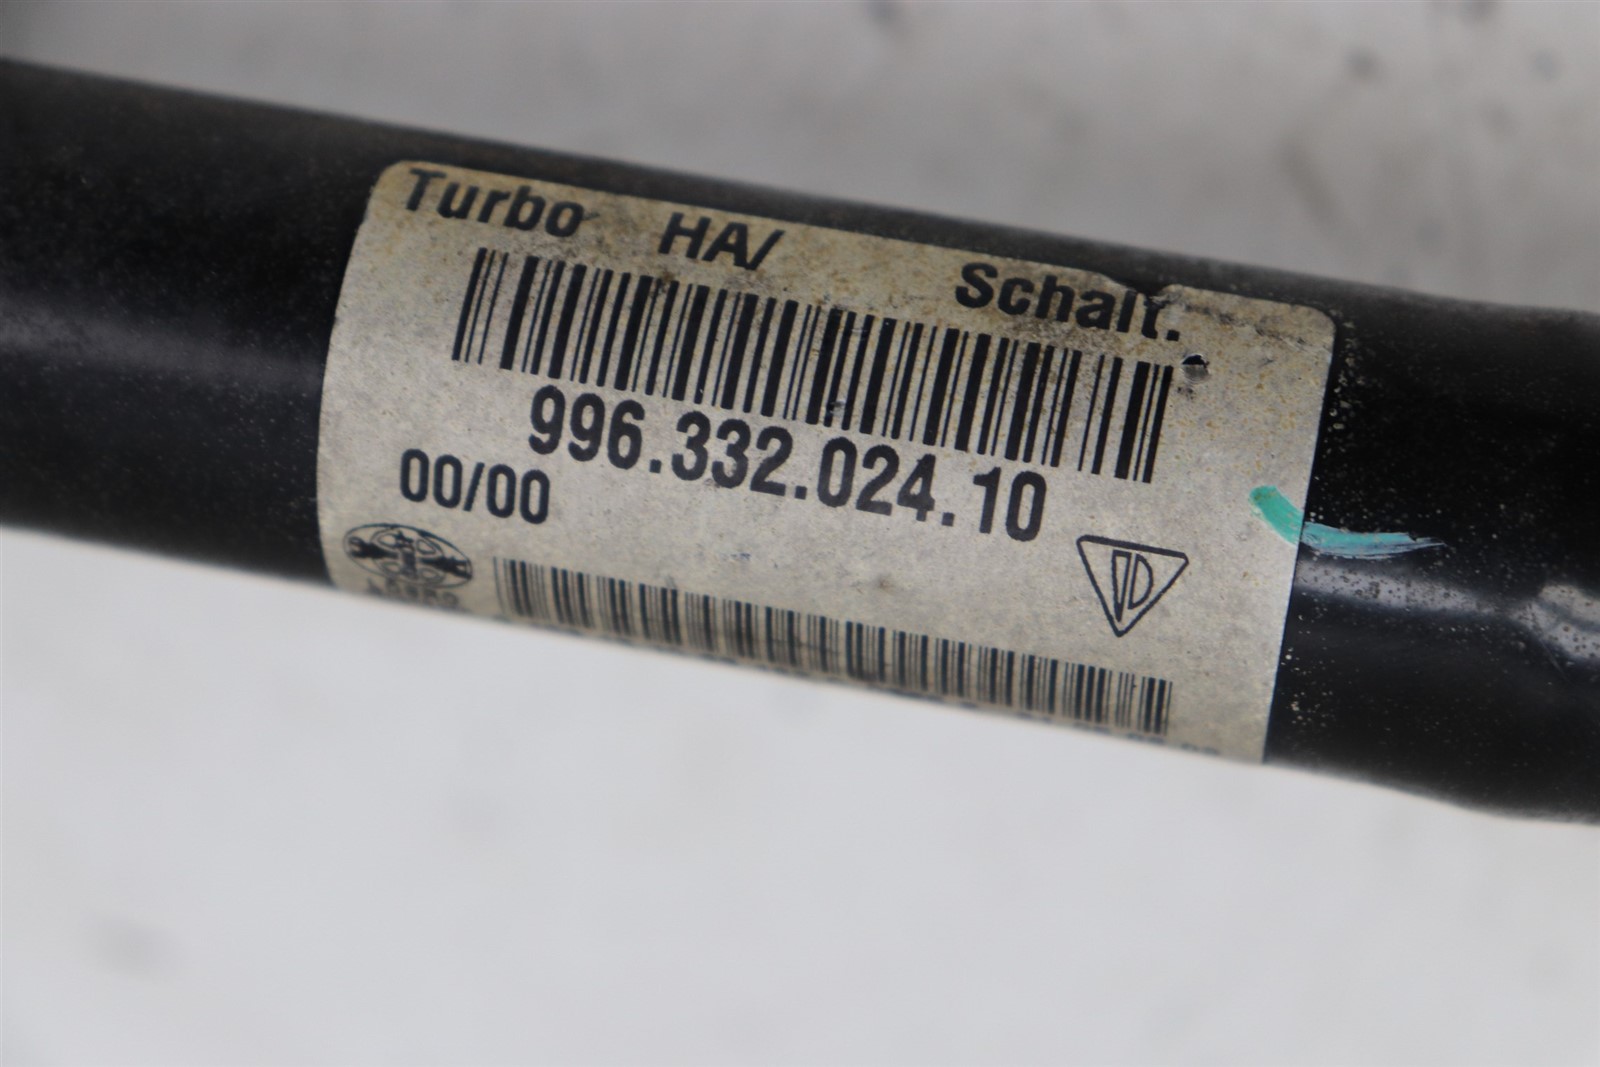 Turbo HA/ Schalt.
996.332.024.10
00/00